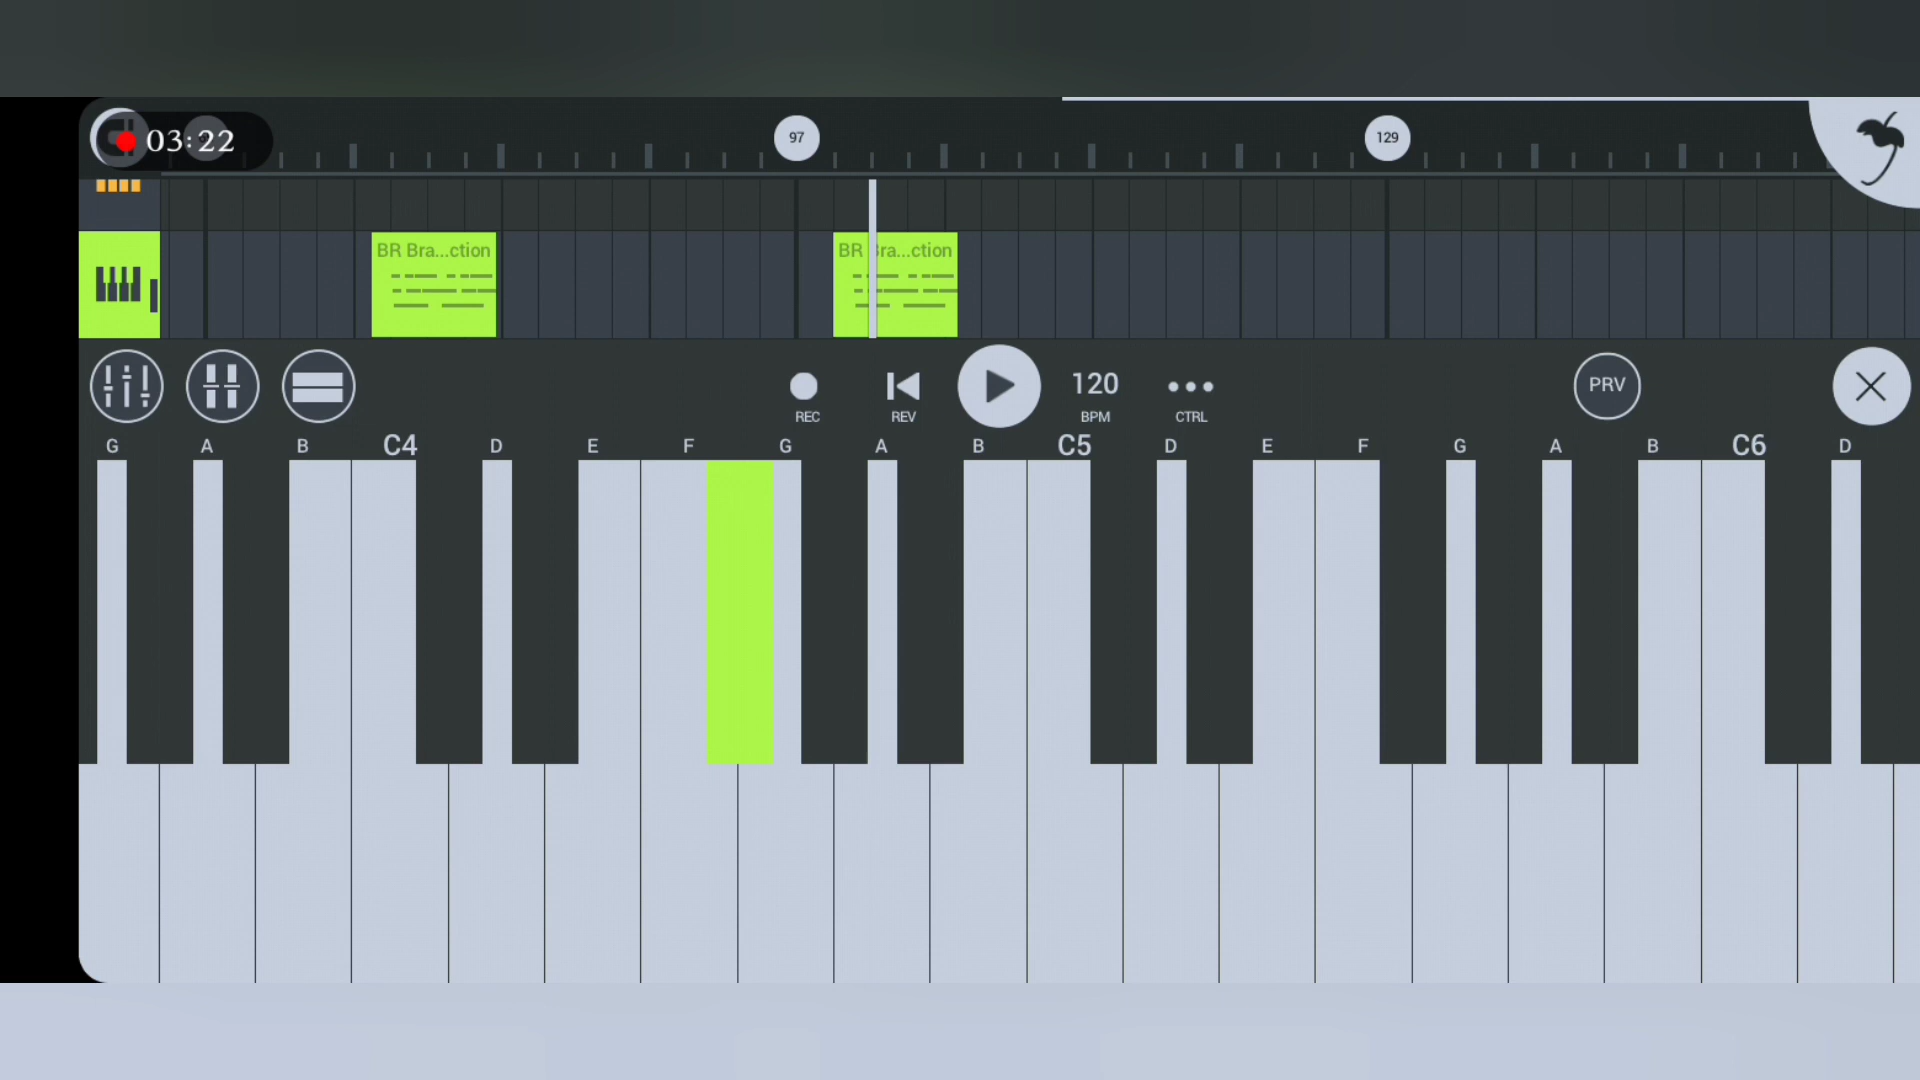 03:22
97
129
BR Bra...ction
BR Bra...ction
120
PRV
REC
REV
BPM
CTRL
G A B C4 D E F G A B C5 D E F G A B C6 D